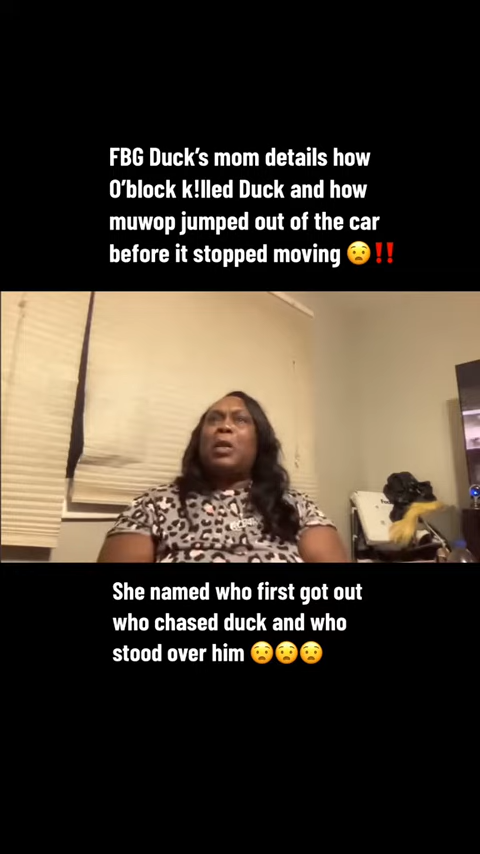 FBG Duck’s mom details how
O’block k!lled Duck and how
muwop jumped out of the car
before it stopped moving 😟‼️
She named who first got out
who chased duck and who
stood over him 😟😟😟